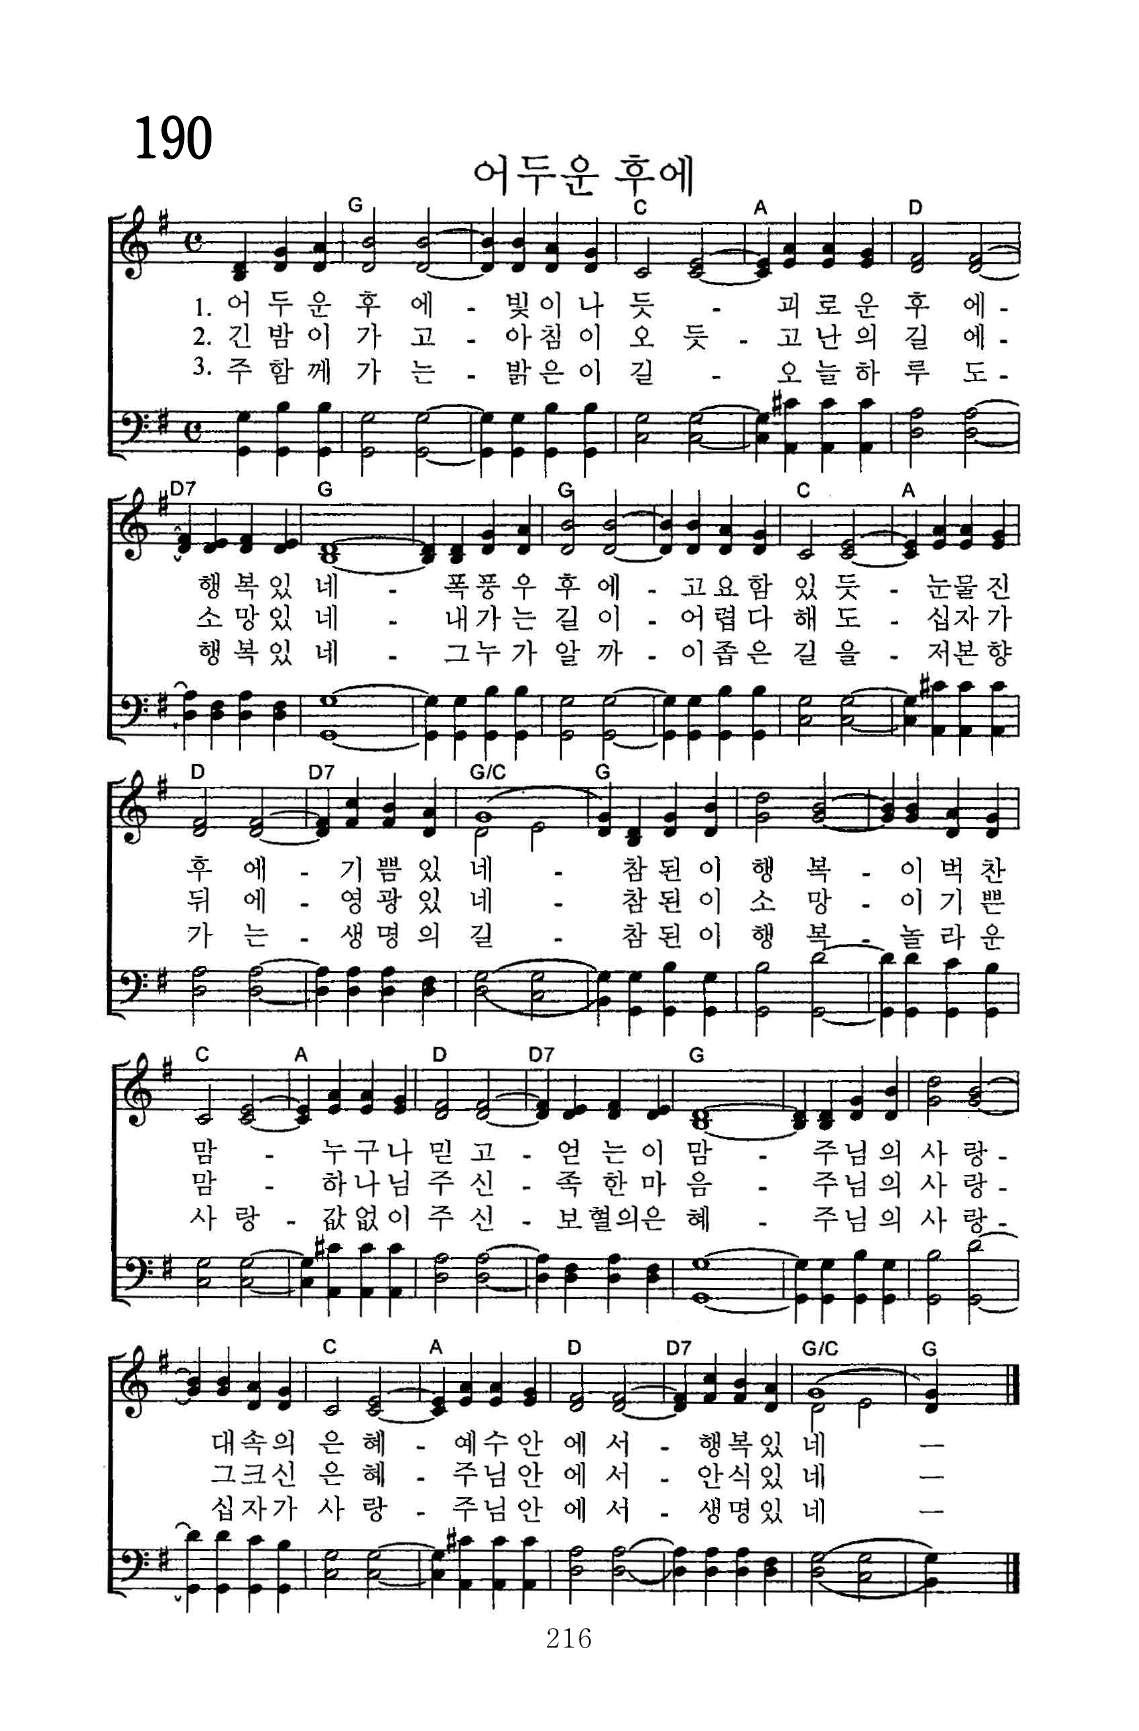 190
어두운 후에
G C A D
1. 어두운 후 에 - 빛이나 듯 - 괴로운 후 에 -
2. 긴밤이 가 고 - 아침이 오 듯 - 고난의 길 에 -
3. 주함께 가 는 - 밝은이 길 - 오늘하 루 도 -
D7 G G C A
행복있 네 - 폭풍우 후 에 - 고요함 있 듯 - 눈물진
소망있 네 - 내가는 길 이 - 어렵다 해 도 - 십자가
행복있 네 - 그누가 알 까 - 이좁은 길 을 - 저본향
D D7 G/C G
후 에 - 기쁨있 네 - 참된이 행 복 - 이벅찬
뒤 에 - 영광있 네 - 참된이 소 망 - 이기쁜
가 는 - 생명의 길 - 참된이 행 복 - 놀라운
C A D D7 G
맘 - 누구나 믿 고 - 얻는이 맘 - 주님의 사 랑 -
맘 - 하나님 주 신 - 족한마 음 - 주님의 사 랑 -
사 랑 - 값없이 주 신 - 보혈의은 혜 - 주님의 사 랑 -
C A D D7 G/C G
대속의 은 혜 - 예수안 에 서 - 행복있 네 —
그크신 은 혜 - 주님안 에 서 - 안식있 네 —
십자가 사 랑 - 주님안 에 서 - 생명있 네 —
216